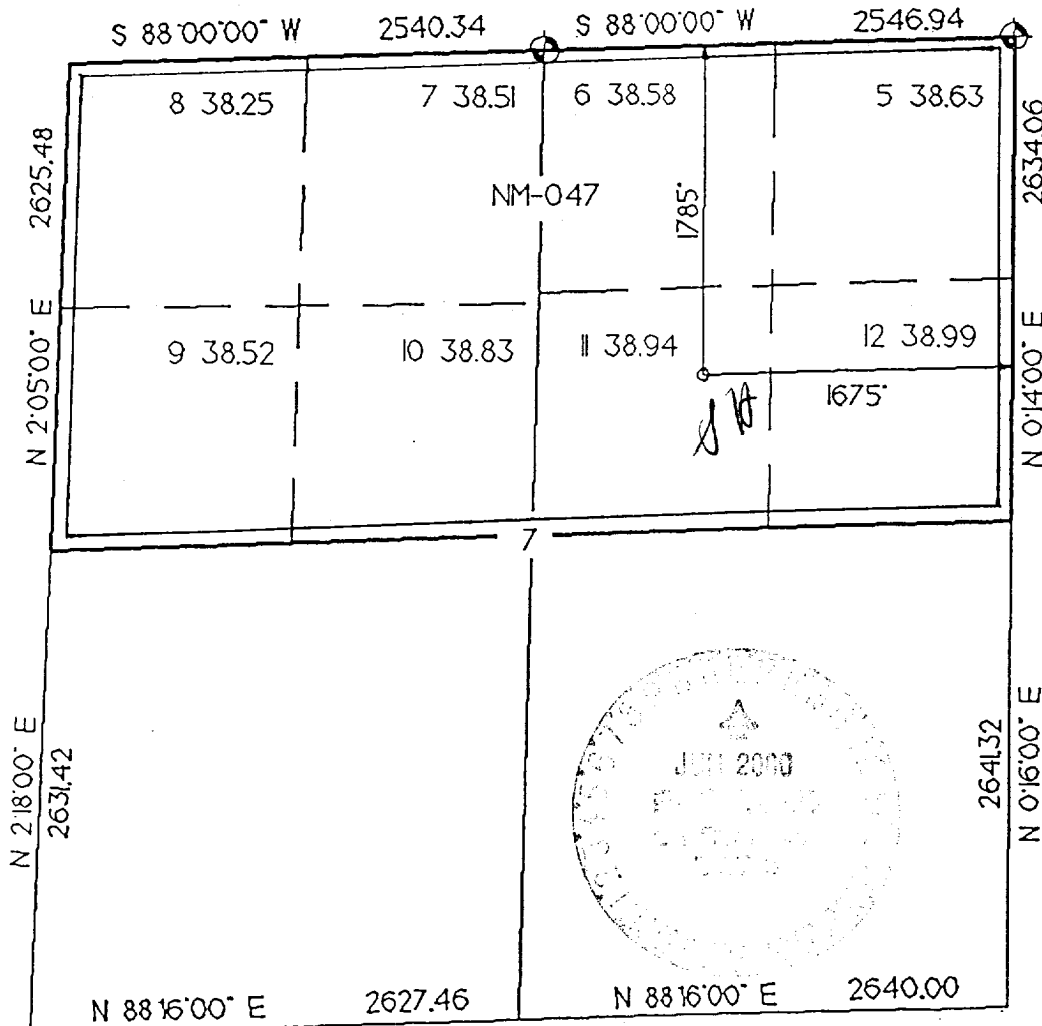 S 88°00'00" W 2540.34 S 88°00'00" W 2546.94
8 38.25 7 38.51 6 38.58 5 38.63
2625.48
2634.06
NM-047
1785'
N 2°05'00" E
9 38.52 10 38.83 11 38.94 12 38.99
1675'
N 0°14'00" E
7
N 2°18'00" E
2631.42
JUN 2000
2641.32
N 0°16'00" E
N 88°16'00" E 2627.46 N 88°16'00" E 2640.00